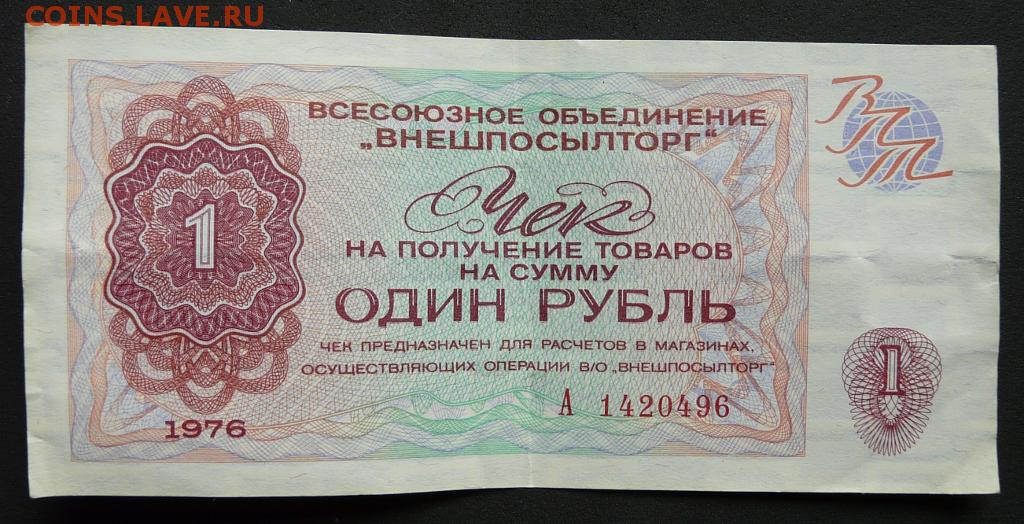 COINS.LAVE.РУ
ВСЕСОЮЗНОЕ ОБЪЕДИНЕНИЕ
„ВНЕШПОСЫЛТОРГ“
ВПТ
Чек
1
НА ПОЛУЧЕНИЕ ТОВАРОВ
НА СУММУ
ОДИН РУБЛЬ
ЧЕК ПРЕДНАЗНАЧЕН ДЛЯ РАСЧЕТОВ В МАГАЗИНАХ,
ОСУЩЕСТВЛЯЮЩИХ ОПЕРАЦИИ В/О „ВНЕШПОСЫЛТОРГ“
1
А 1420496
1976